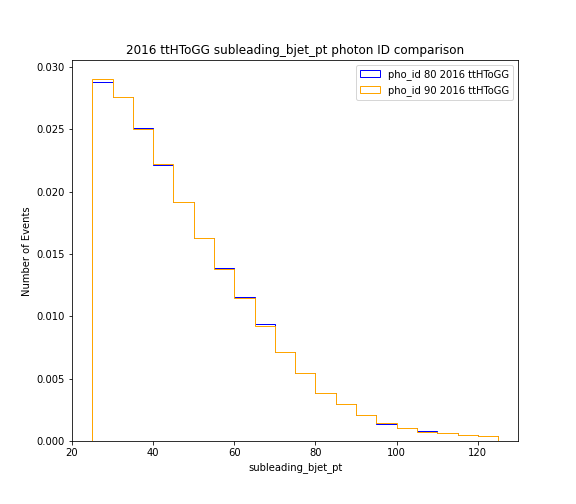 2016 ttHToGG subleading_bjet_pt photon ID comparison
pho_id 80 2016 ttHToGG
pho_id 90 2016 ttHToGG
Number of Events
0.030
0.025
0.020
0.015
0.010
0.005
0.000
20 40 60 80 100 120
subleading_bjet_pt